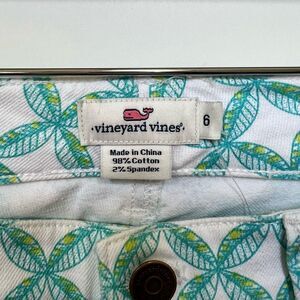 vineyard vines®
6
Made in China
98% Cotton
2% Spandex